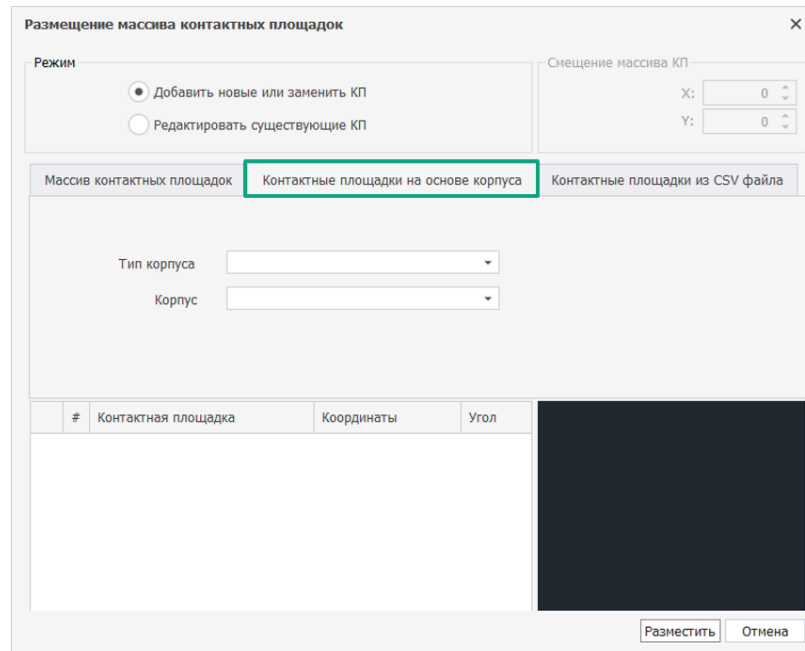 Размещение массива контактных площадок
Режим
Добавить новые или заменить КП
Редактировать существующие КП
Смещение массива КП
X: 0
Y: 0
Массив контактных площадок
Контактные площадки на основе корпуса
Контактные площадки из CSV файла
Тип корпуса
Корпус
# Контактная площадка Координаты Угол
Разместить Отмена